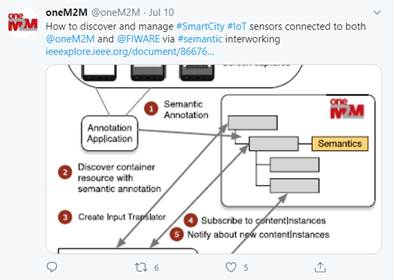 oneM2M @oneM2M · Jul 10
How to discover and manage #SmartCity #IoT sensors connected to both
@oneM2M and @FIWARE via #semantic interworking
ieeexplore.ieee.org/document/86676...
Screen captures
one
M2M
1 Semantic
Annotation
Annotation
Application
Semantics
2 Discover container
resource with
semantic annotation
3 Create Input Translator
4 Subscribe to contentInstances
5 Notify about new contentInstances
6
5